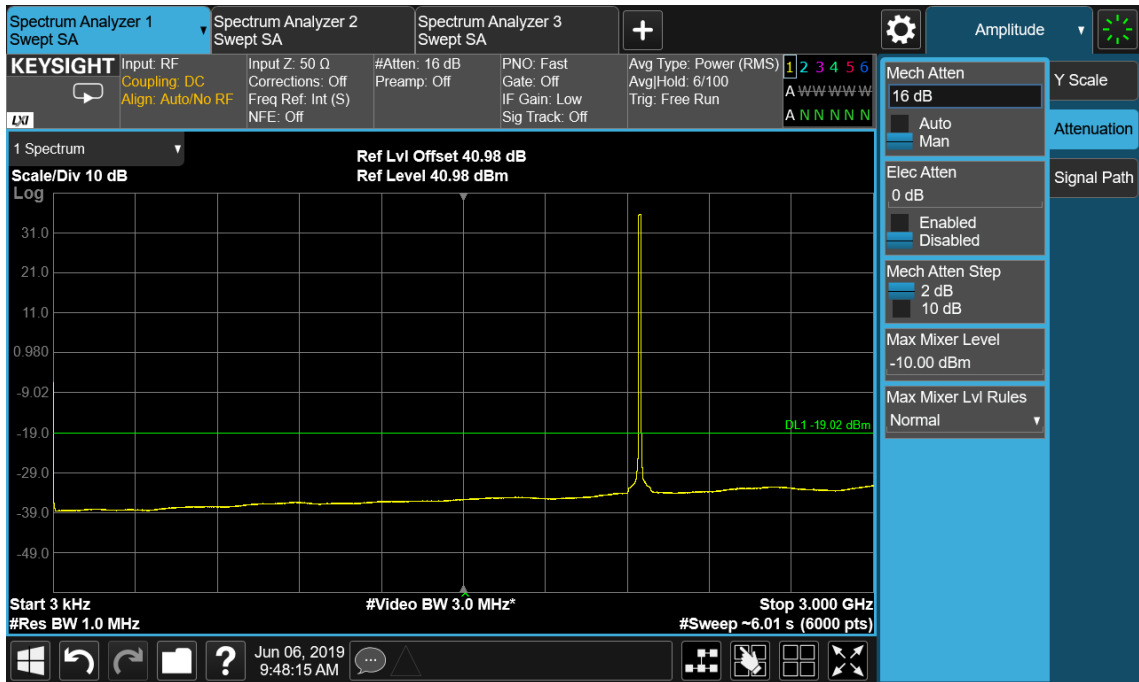 Spectrum Analyzer 1
Swept SA
Spectrum Analyzer 2
Swept SA
Spectrum Analyzer 3
Swept SA
Amplitude
KEYSIGHT
LXI
Input: RF
Coupling: DC
Align: Auto/No RF
Input Z: 50 Ω
Corrections: Off
Freq Ref: Int (S)
NFE: Off
#Atten: 16 dB
Preamp: Off
PNO: Fast
Gate: Off
IF Gain: Low
Sig Track: Off
Avg Type: Power (RMS)
Avg|Hold: 6/100
Trig: Free Run
1 2 3 4 5 6
A W W W W W
A N N N N N
1 Spectrum
Scale/Div 10 dB
Log
Ref Lvl Offset 40.98 dB
Ref Level 40.98 dBm
31.0
21.0
11.0
0.980
-9.02
-19.0
-29.0
-39.0
-49.0
DL1 -19.02 dBm
Start 3 kHz
#Res BW 1.0 MHz
#Video BW 3.0 MHz*
Stop 3.000 GHz
#Sweep ~6.01 s (6000 pts)
Mech Atten
16 dB
Auto
Man
Elec Atten
0 dB
Enabled
Disabled
Mech Atten Step
2 dB
10 dB
Max Mixer Level
-10.00 dBm
Max Mixer Lvl Rules
Normal
Y Scale
Attenuation
Signal Path
?
Jun 06, 2019
9:48:15 AM